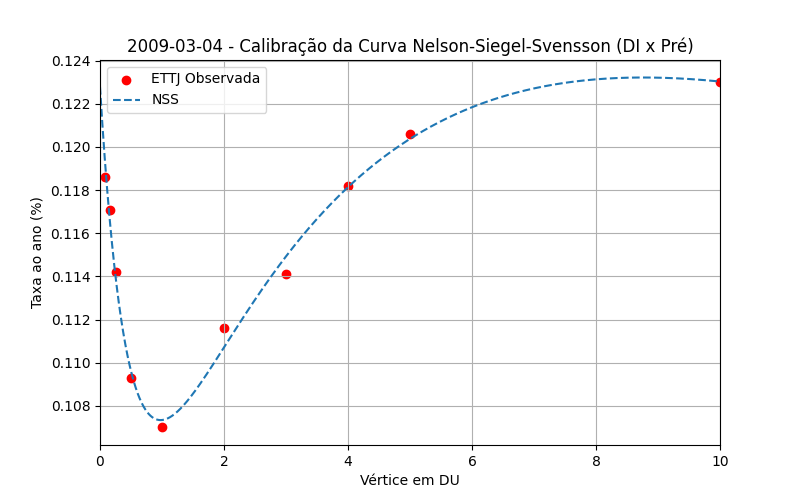 2009-03-04 - Calibração da Curva Nelson-Siegel-Svensson (DI x Pré)
ETTJ Observada
NSS
Taxa ao ano (%)
0.124
0.122
0.120
0.118
0.116
0.114
0.112
0.110
0.108
0 2 4 6 8 10
Vértice em DU